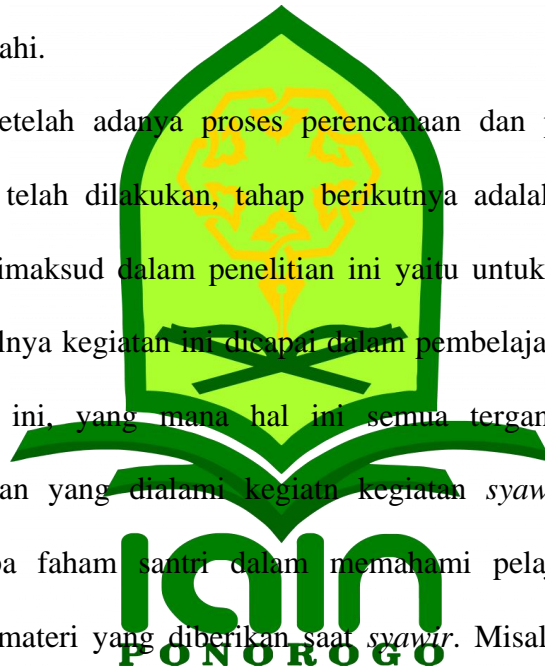 ahi.
etelah adanya proses perencanaan dan
telah dilakukan, tahap berikutnya adalah
imaksud dalam penelitian ini yaitu untuk
lnya kegiatan ini dicapai dalam pembelaja
ini, yang mana hal ini semua tergan
an yang dialami kegiatn kegiatan syaw
a faham santri dalam memahami pela
materi yang diberikan saat syawir. Misal
iain
PONOROGO